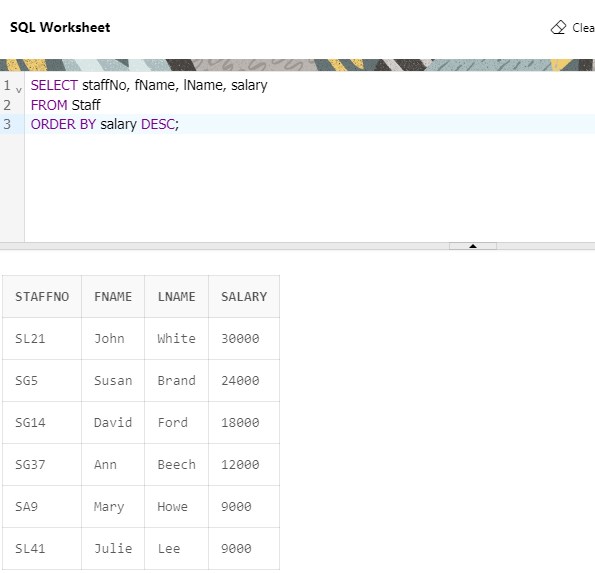 SQL Worksheet
Clea
1 SELECT staffNo, fName, lName, salary
2 FROM Staff
3 ORDER BY salary DESC;
STAFFNO FNAME LNAME SALARY
SL21 John White 30000
SG5 Susan Brand 24000
SG14 David Ford 18000
SG37 Ann Beech 12000
SA9 Mary Howe 9000
SL41 Julie Lee 9000